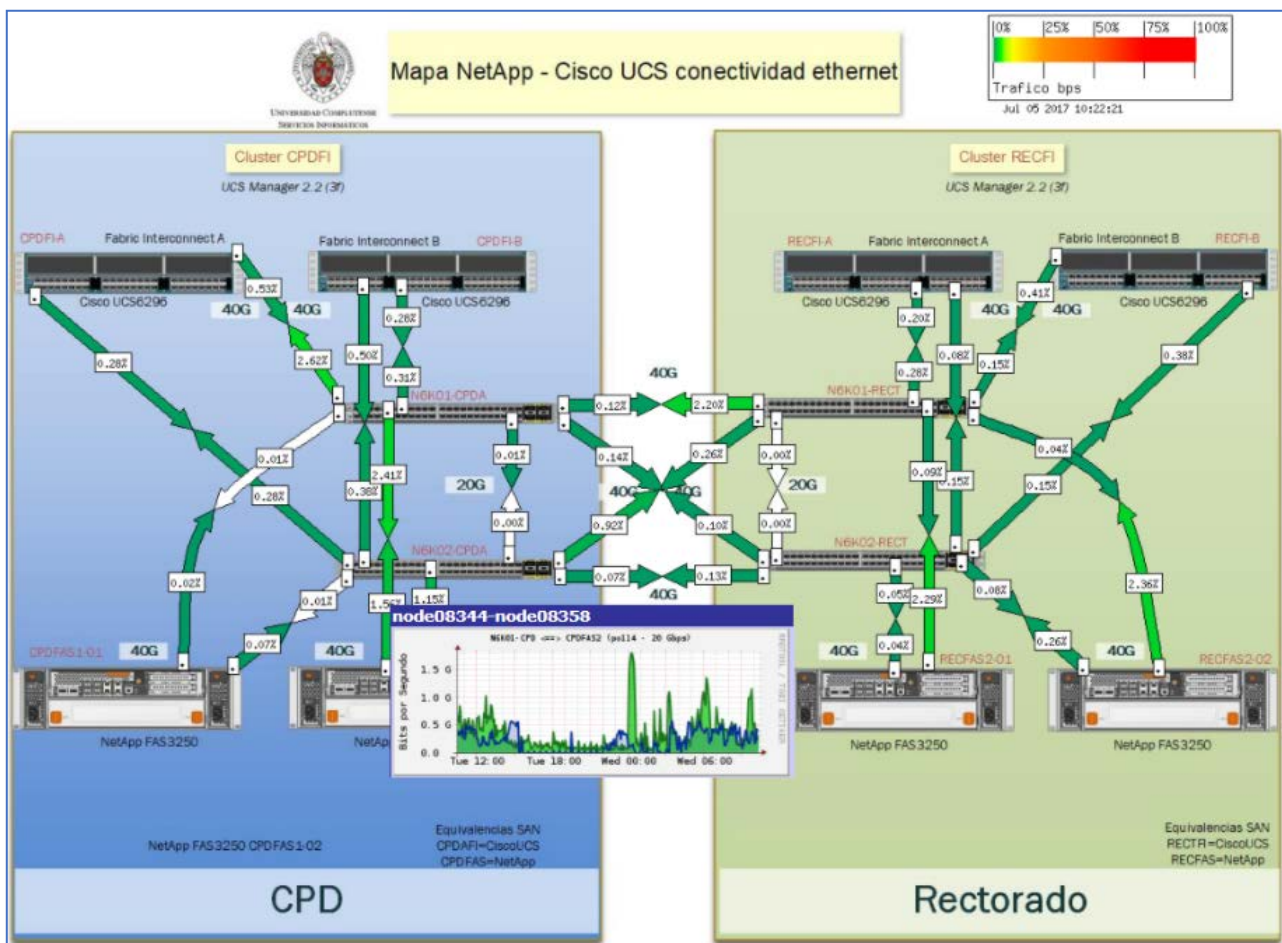 Mapa NetApp - Cisco UCS conectividad ethernet
UNIVERSIDAD COMPLUTENSE
SERVICIOS INFORMÁTICOS
0% 25% 50% 75% 100%
Trafico bps
Jul 05 2017 10:22:21
Cluster CPDFI
UCS Manager 2.2 (3f)
Cluster RECFI
UCS Manager 2.2 (3f)
CPDFI-A
Fabric Interconnect A
Fabric Interconnect B
CPDFI-B
RECFI-A
Fabric Interconnect A
Fabric Interconnect B
RECFI-B
Cisco UCS6296
Cisco UCS6296
Cisco UCS6296
Cisco UCS6296
0.53%
40G
40G
0.28%
0.20%
40G
0.41%
40G
0.28%
2.62%
0.50%
0.31%
0.28%
0.08%
0.15%
0.38%
40G
N6K01-CPDA
N6K01-RECT
0.12%
2.20%
0.01%
0.28%
0.38%
2.41%
0.01%
0.14%
0.26%
0.00%
0.09%
0.15%
0.04%
0.15%
20G
40G
40G
20G
0.00%
0.92%
0.10%
0.00%
N6K02-CPDA
N6K02-RECT
0.07%
0.13%
40G
0.02%
0.01%
0.07%
1.56%
1.15%
0.05%
0.04%
2.29%
0.08%
0.26%
2.36%
CPDFAS1-01
40G
40G
40G
RECFAS2-01
40G
RECFAS2-02
NetApp FAS3250
NetApp FAS3250
NetApp FAS3250
node08344-node08358
N6K01-CPD <==> CPDFAS2 (po114 - 20 Gbps)
Bits por Segundo
1.5 G
1.0 G
0.5 G
0.0
Tue 12:00 Tue 18:00 Wed 00:00 Wed 06:00
NetApp FAS3250 CPDFAS1-02
Equivalencias SAN
CPDAFI=CiscoUCS
CPDFAS=NetApp
Equivalencias SAN
RECTFI=CiscoUCS
RECFAS=NetApp
CPD
Rectorado